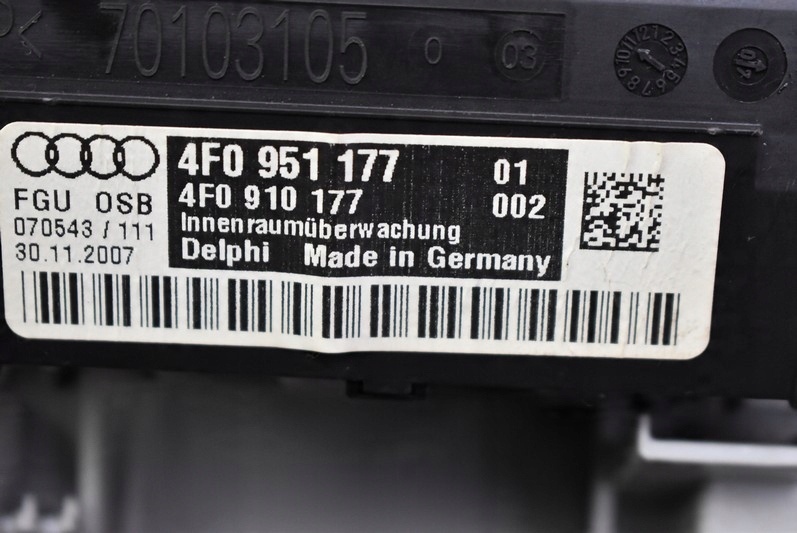 70103105 0 03
4F0 951 177 01
4F0 910 177 002
Innenraumüberwachung
Delphi Made in Germany
FGU OSB
070543 / 111
30.11.2007